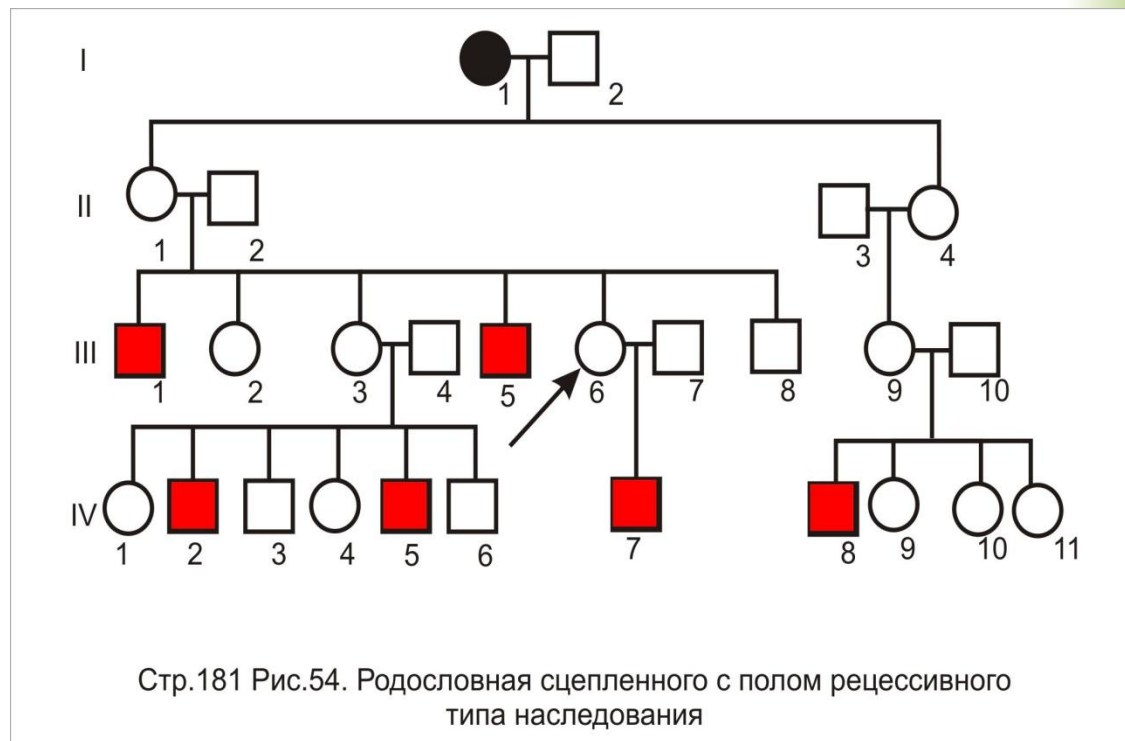 I
1 2
II
1 2 3 4
III
1 2 3 4 5 6 7 8 9 10
IV
1 2 3 4 5 6 7 8 9 10 11
Стр.181 Рис.54. Родословная сцепленного с полом рецессивного
типа наследования